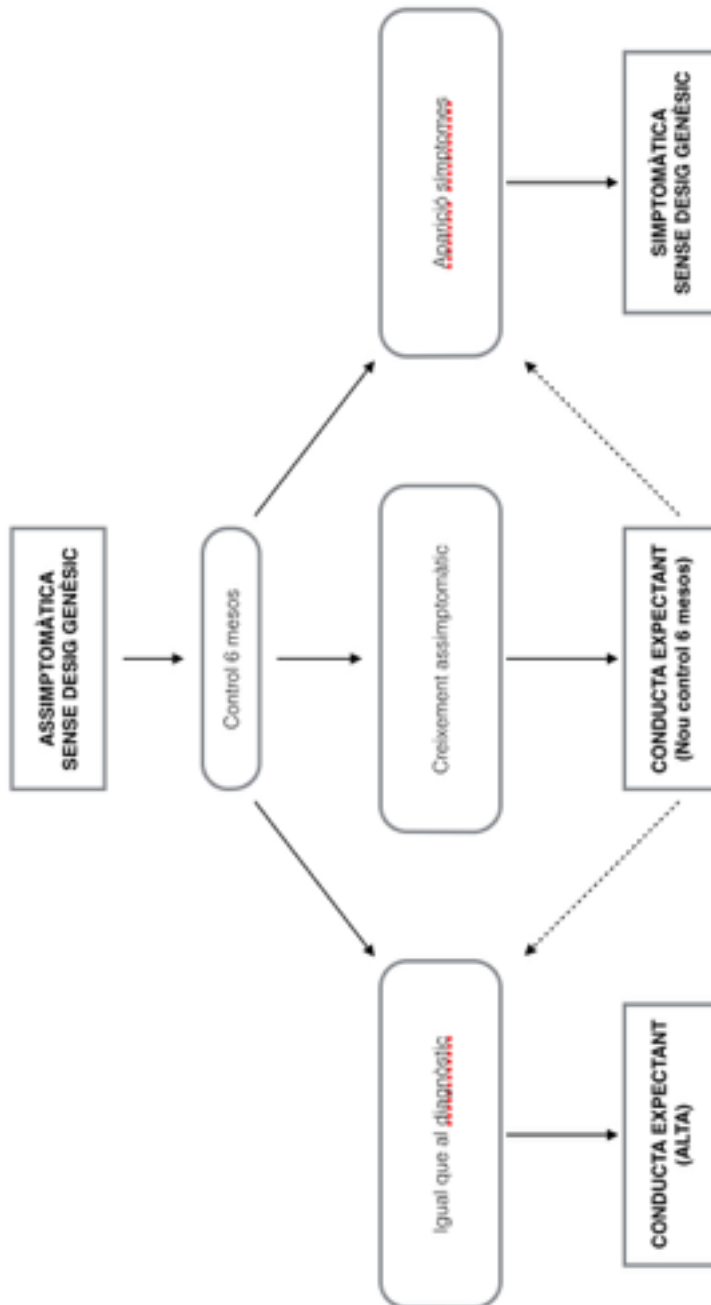 ASSIMPTOMÀTICA
SENSE DESIG GENÈSIC
Control 6 mesos
Igual que al diagnòstic
Creixement assimptomàtic
Aparició símptomes
CONDUCTA EXPECTANT
(ALTA)
CONDUCTA EXPECTANT
(Nou control 6 mesos)
SIMPTOMÀTICA
SENSE DESIG GENÈSIC